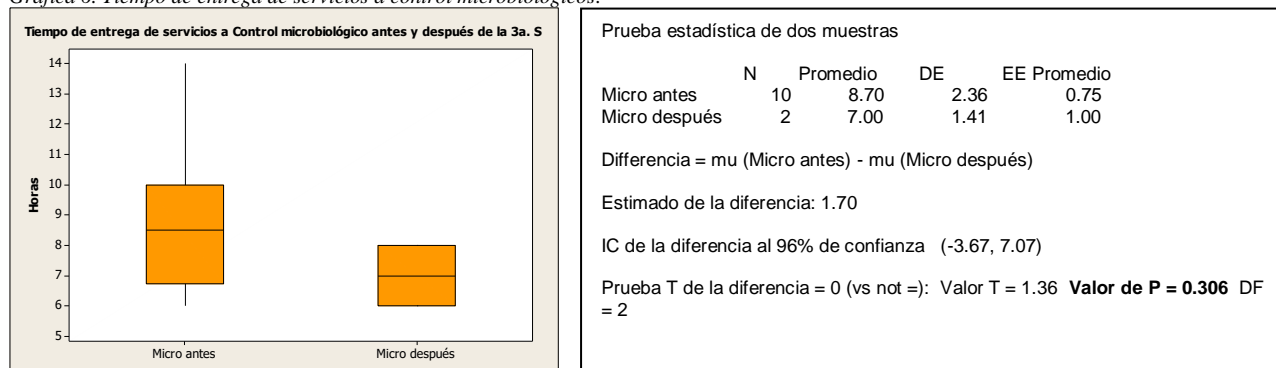 Gráfica 6. Tiempo de entrega de servicios a control microbiológicos.
Tiempo de entrega de servicios a Control microbiológico antes y después de la 3a. S
Horas
14
13
12
11
10
9
8
7
6
5
Micro antes
Micro después
Prueba estadística de dos muestras
N Promedio DE EE Promedio
Micro antes 10 8.70 2.36 0.75
Micro después 2 7.00 1.41 1.00
Differencia = mu (Micro antes) - mu (Micro después)
Estimado de la diferencia: 1.70
IC de la diferencia al 96% de confianza (-3.67, 7.07)
Prueba T de la diferencia = 0 (vs not =): Valor T = 1.36 Valor de P = 0.306 DF
= 2